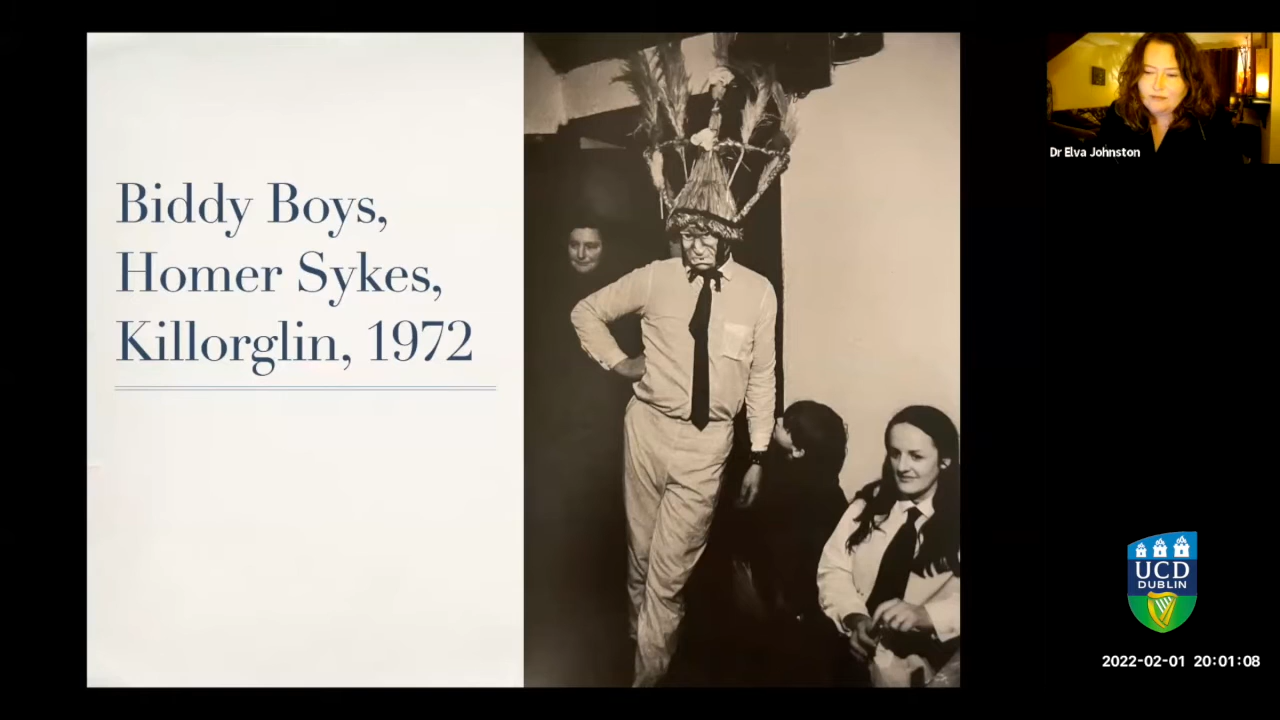 Biddy Boys,
Homer Sykes,
Killorglin, 1972
Dr Elva Johnston
UCD
DUBLIN
2022-02-01 20:01:08